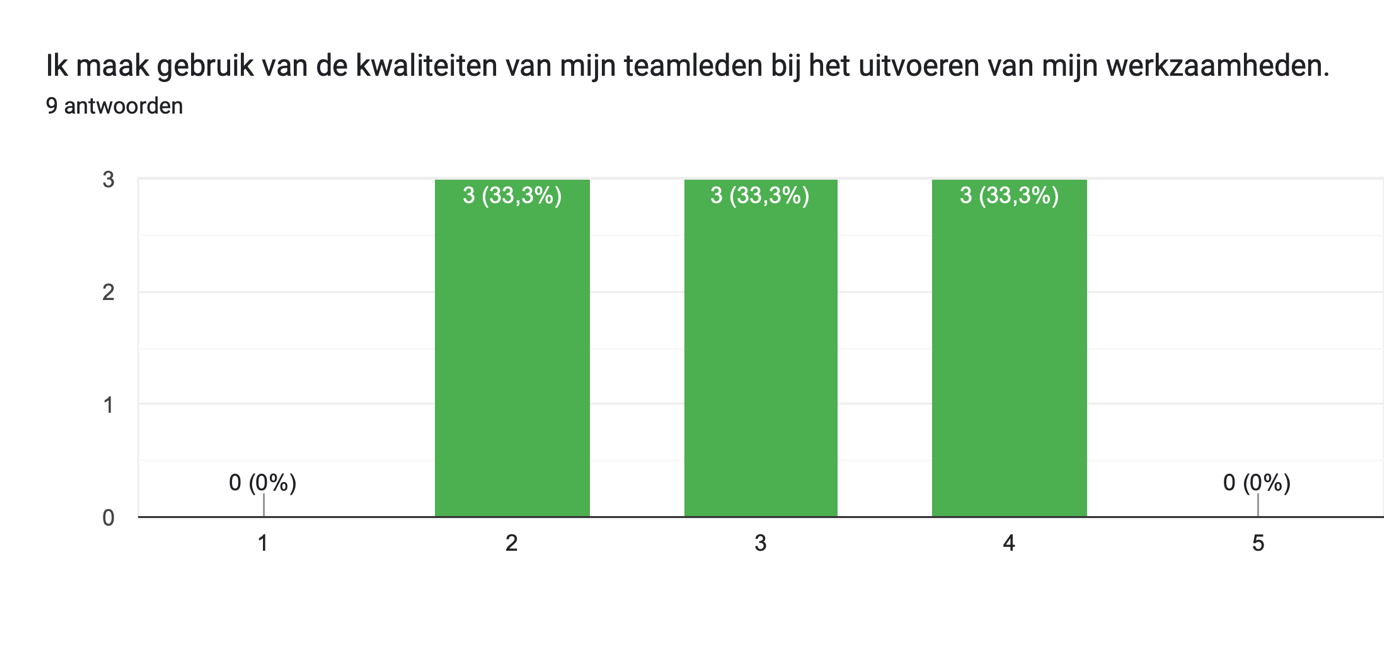 Ik maak gebruik van de kwaliteiten van mijn teamleden bij het uitvoeren van mijn werkzaamheden.
9 antwoorden
3
3 (33,3%) 3 (33,3%) 3 (33,3%)
2
1
0 (0%) 0 (0%)
0
1 2 3 4 5